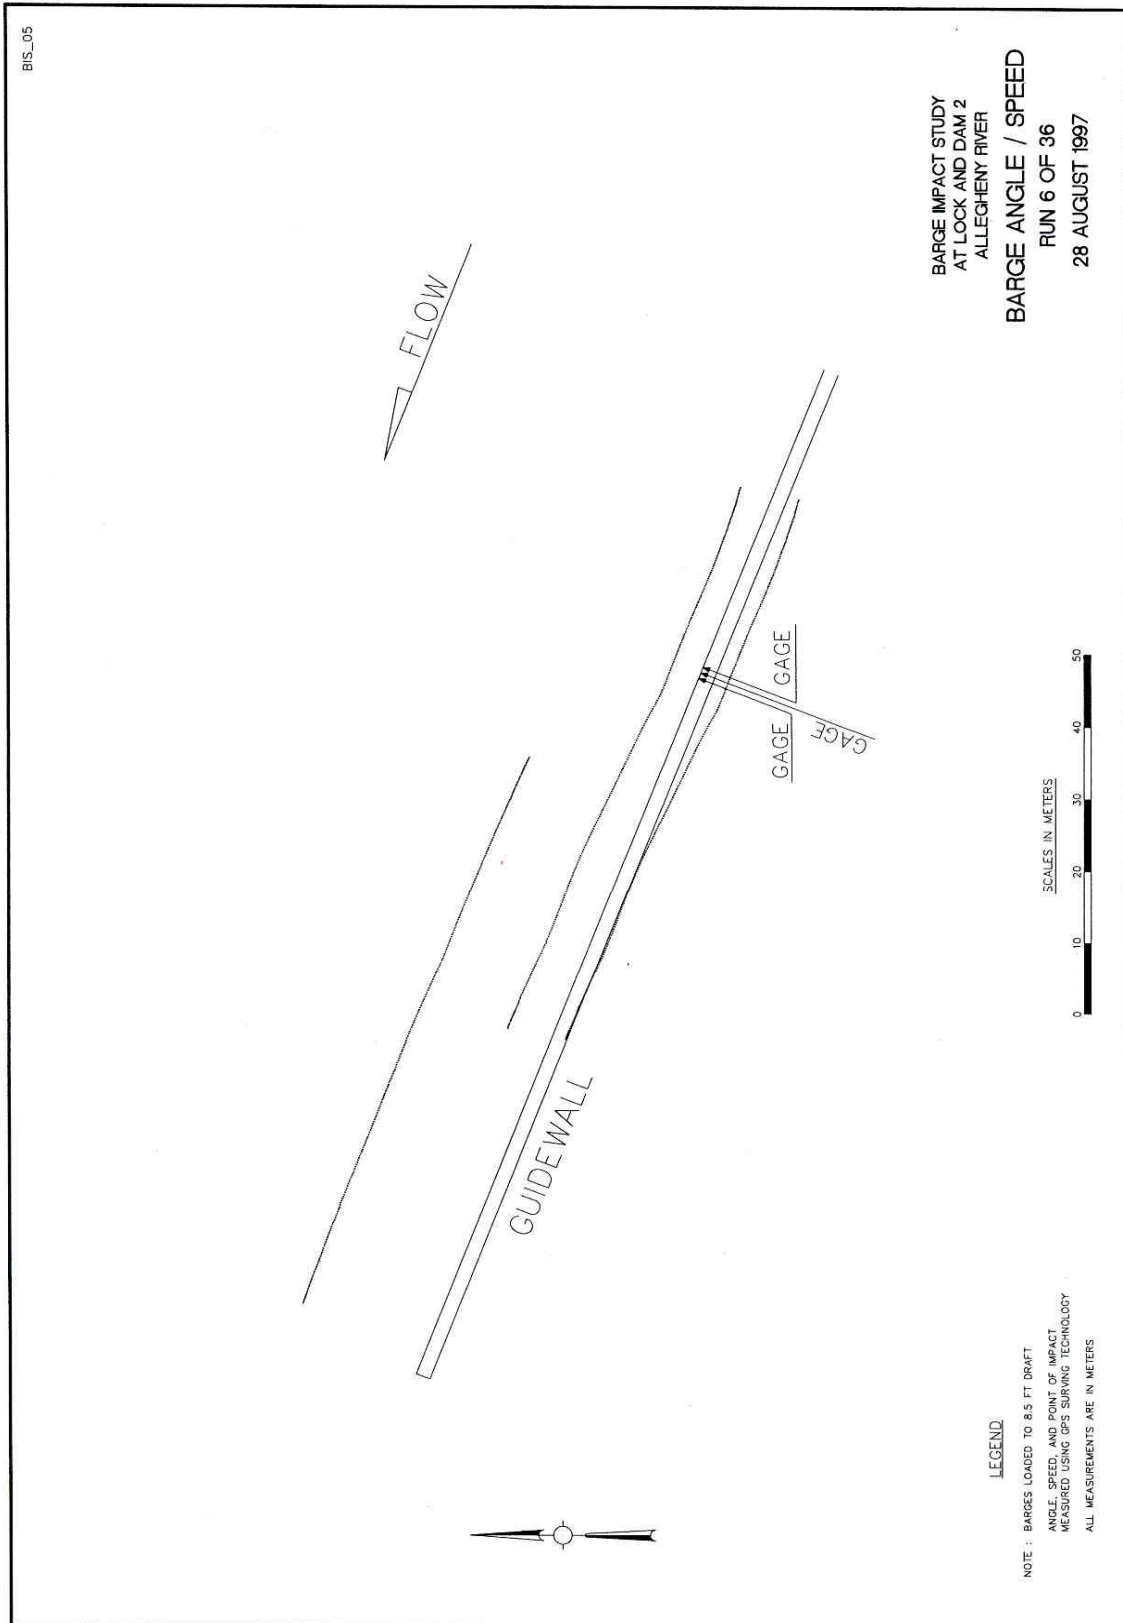 BIS_05
FLOW
GUIDEWALL
GAGE
GAGE
GAGE
LEGEND
NOTE : BARGES LOADED TO 8.5 FT DRAFT
ANGLE, SPEED, AND POINT OF IMPACT
MEASURED USING GPS SURVING TECHNOLOGY
ALL MEASUREMENTS ARE IN METERS
SCALES IN METERS
0 10 20 30 40 50
BARGE IMPACT STUDY
AT LOCK AND DAM 2
ALLEGHENY RIVER
BARGE ANGLE / SPEED
RUN 6 OF 36
28 AUGUST 1997